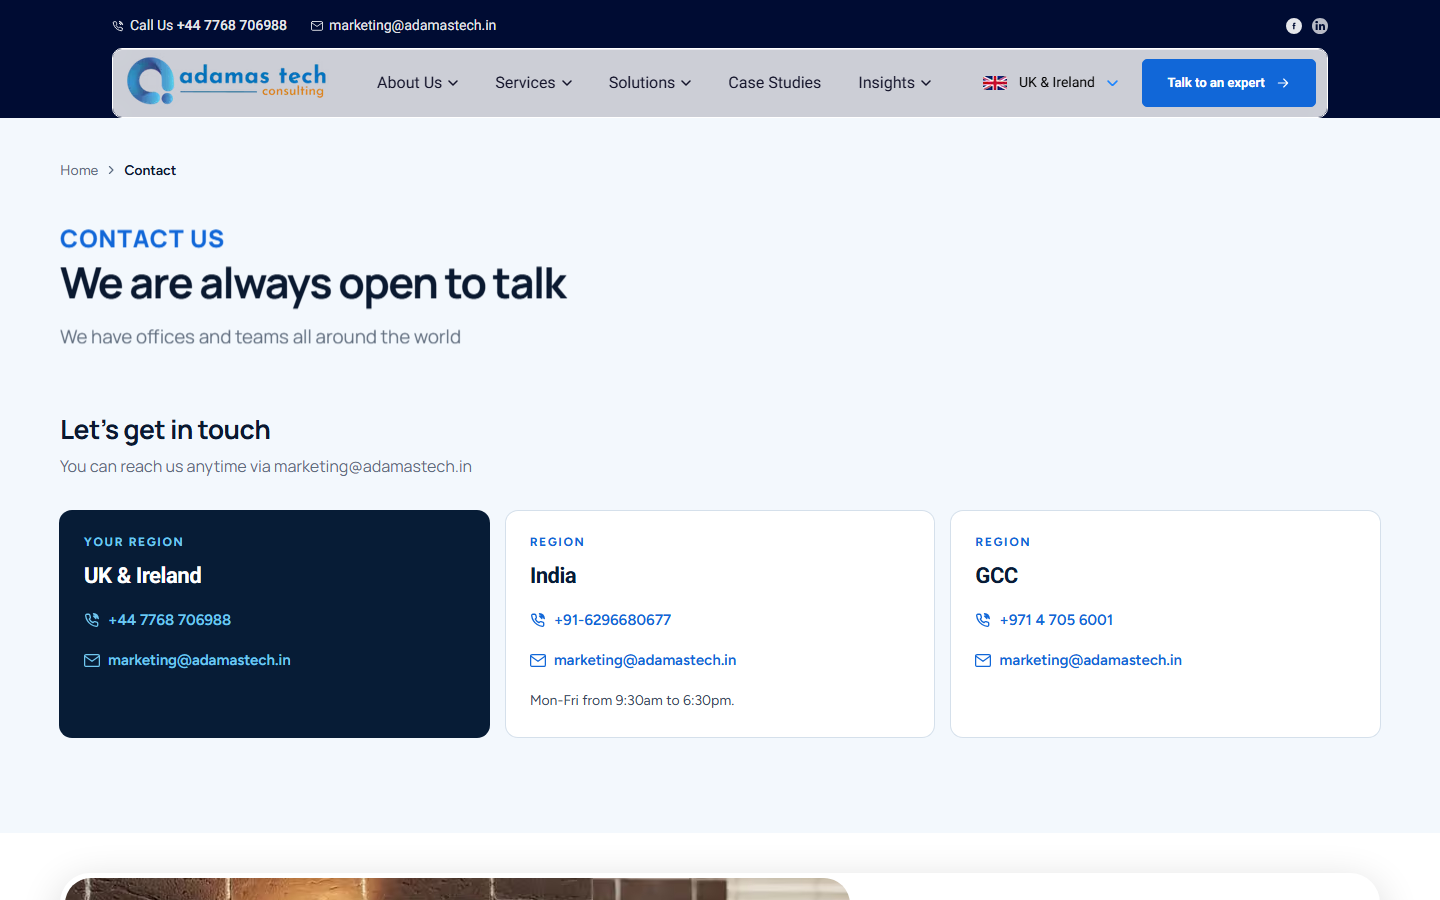 Call Us +44 7768 706988
marketing@adamastech.in
adamas tech
consulting
About Us
Services
Solutions
Case Studies
Insights
UK & Ireland
Talk to an expert
Home > Contact
CONTACT US
We are always open to talk
We have offices and teams all around the world
Let's get in touch
You can reach us anytime via marketing@adamastech.in
YOUR REGION
UK & Ireland
+44 7768 706988
marketing@adamastech.in
REGION
India
+91-6296680677
marketing@adamastech.in
Mon-Fri from 9:30am to 6:30pm.
REGION
GCC
+971 4 705 6001
marketing@adamastech.in